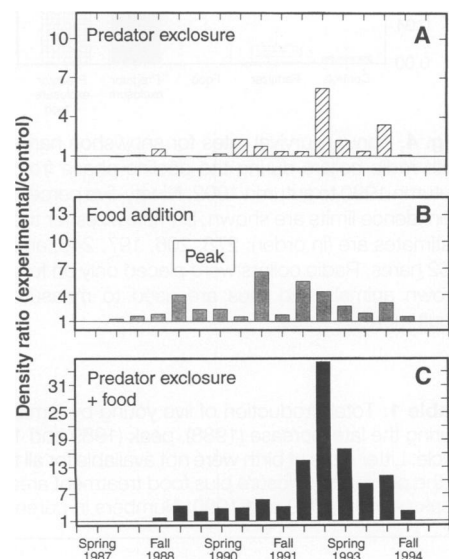 Density ratio (experimental/control)
Predator exclosure
A
10
7
4
1
Food addition
B
13
10
7
4
1
Peak
Predator exclosure
+ food
C
31
25
19
13
7
1
Spring Fall Spring Fall Spring Fall
1987 1988 1990 1991 1993 1994